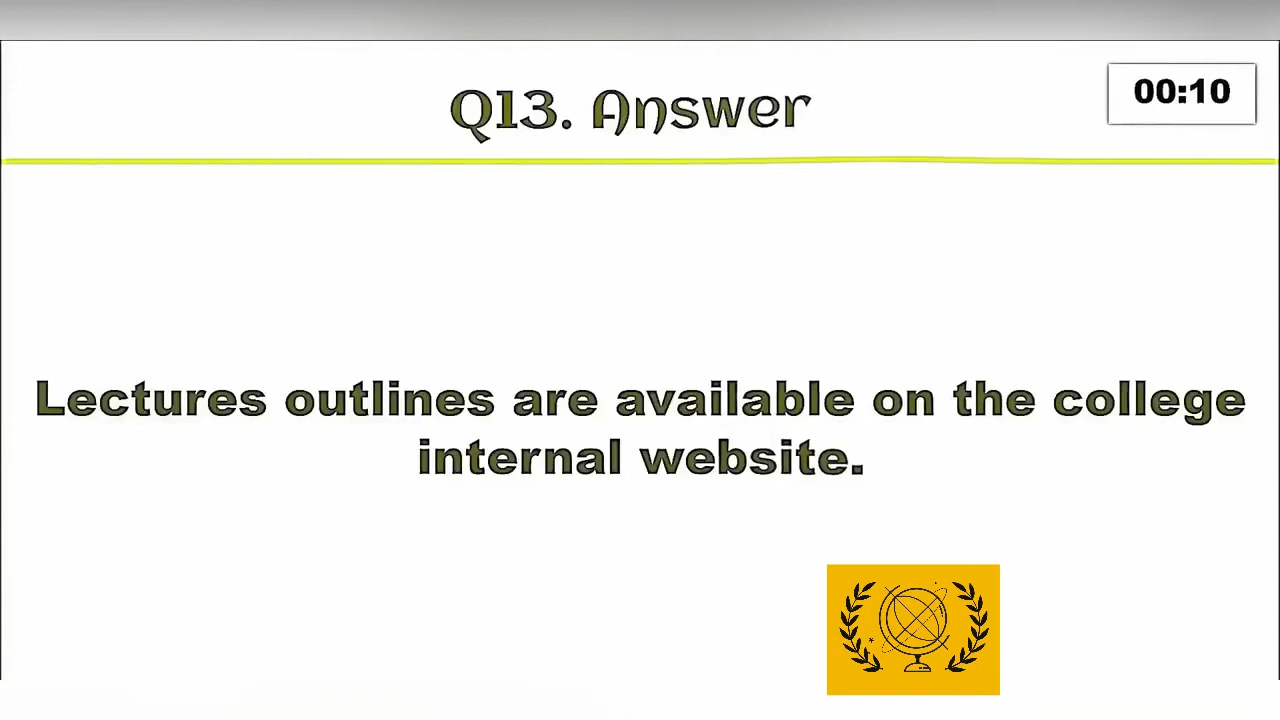 Q13. Answer
00:10
Lectures outlines are available on the college
internal website.